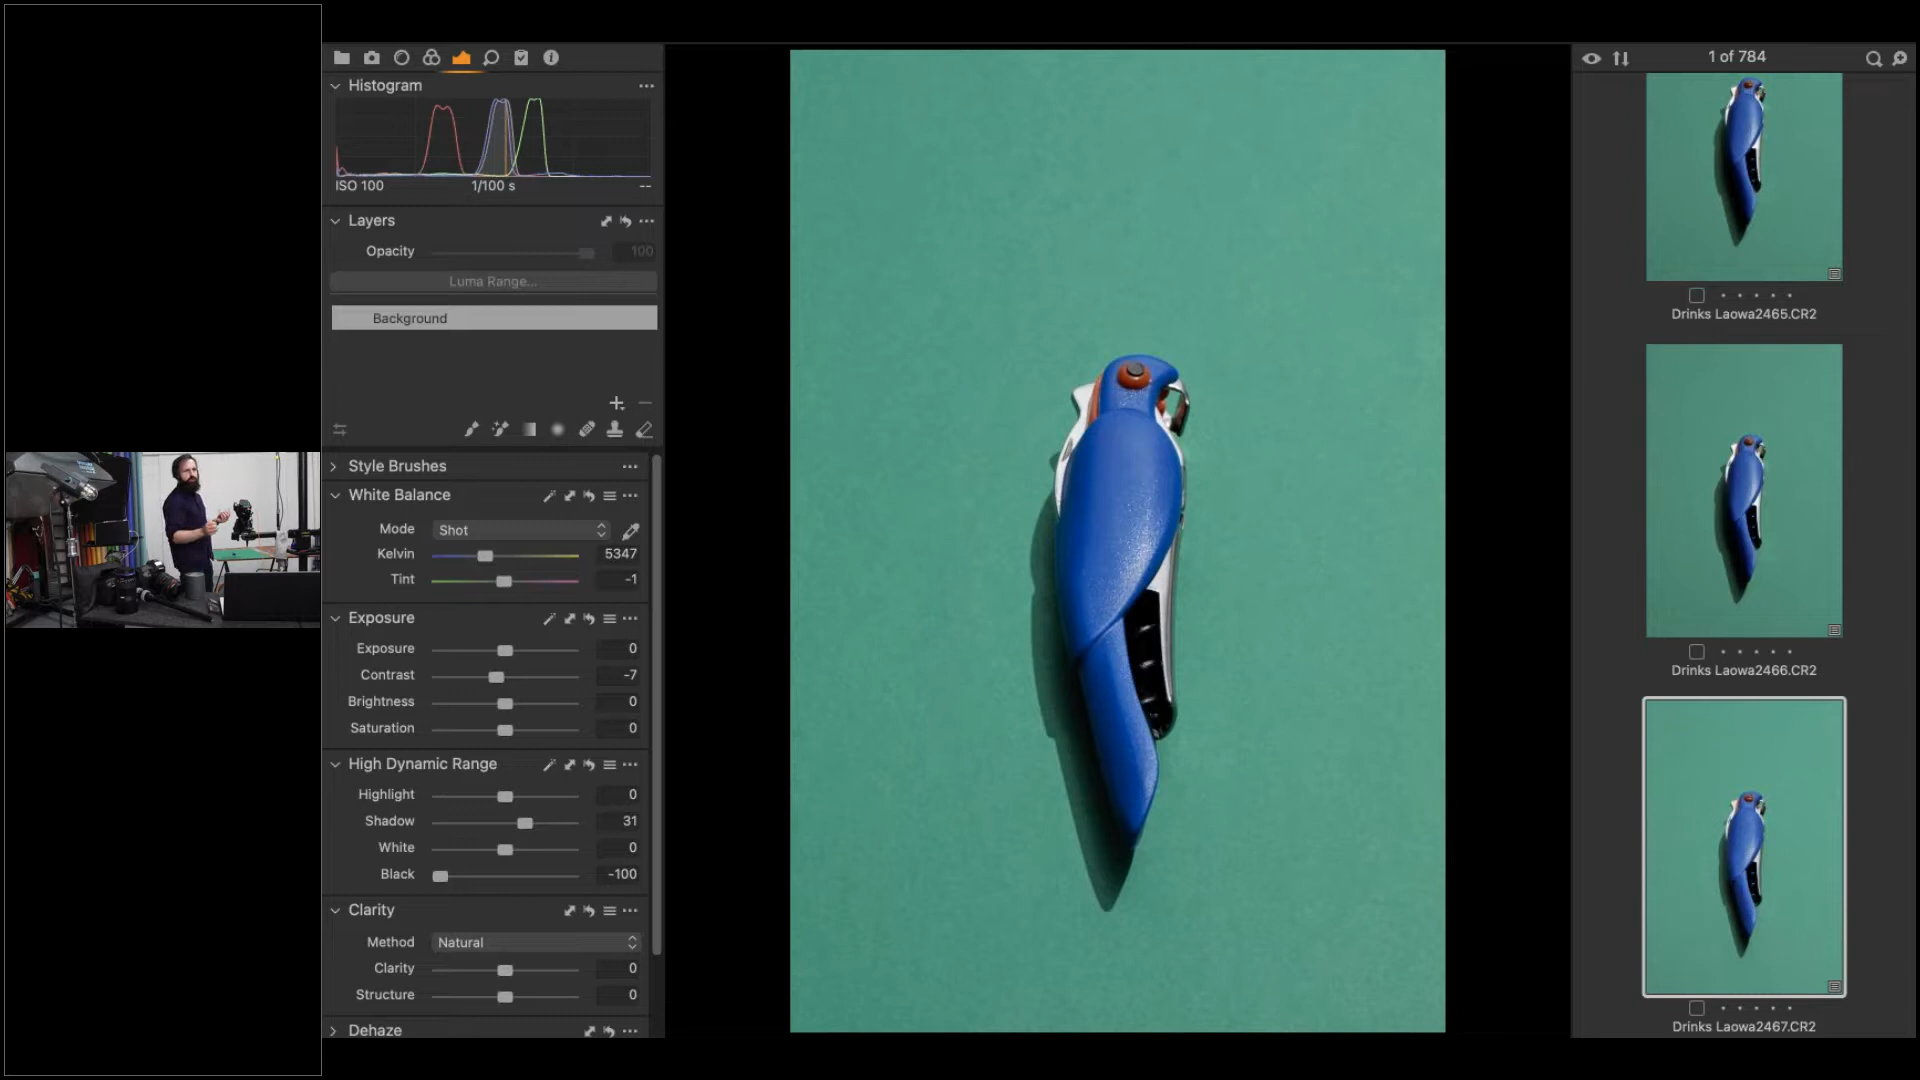 Histogram
ISO 100 1/100 s --
Layers
Opacity 100
Luma Range...
Background
Style Brushes
White Balance
Mode Shot
Kelvin 5347
Tint -1
Exposure
Exposure 0
Contrast -7
Brightness 0
Saturation 0
High Dynamic Range
Highlight 0
Shadow 31
White 0
Black -100
Clarity
Method Natural
Clarity 0
Structure 0
Dehaze
1 of 784
Drinks Laowa2465.CR2
Drinks Laowa2466.CR2
Drinks Laowa2467.CR2